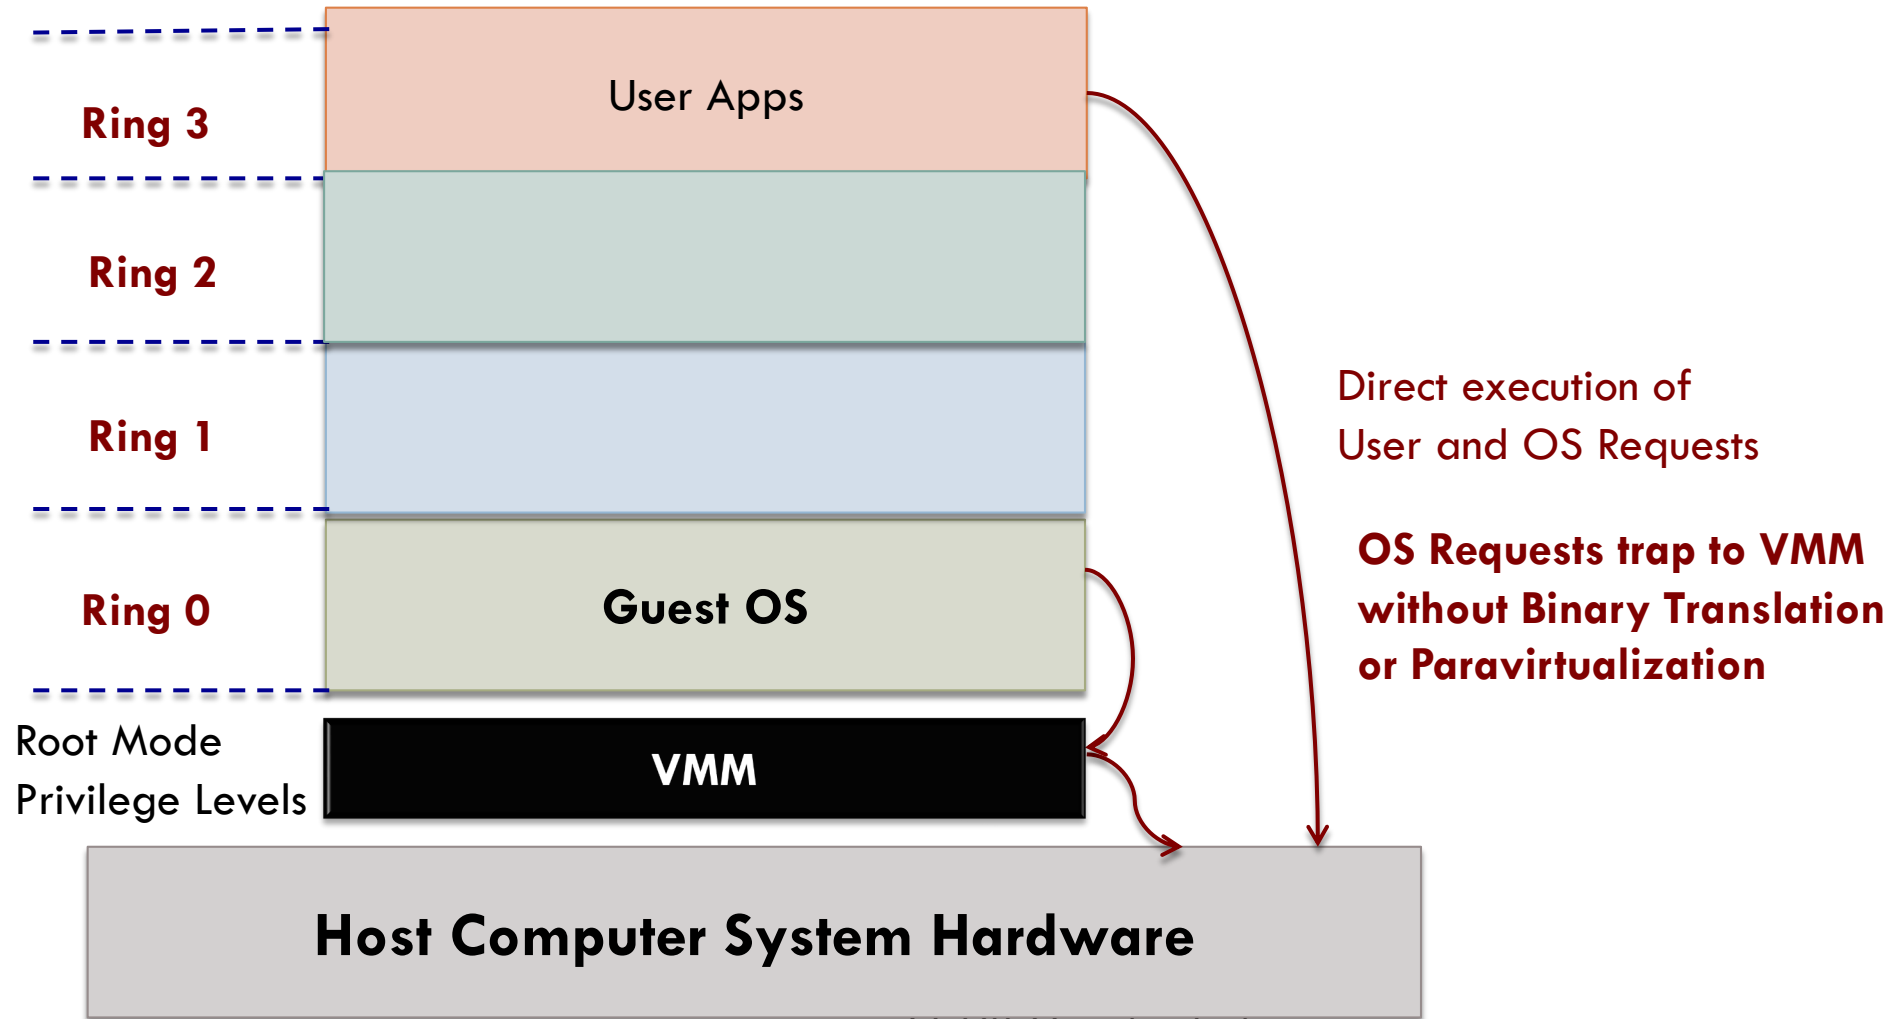 User Apps
Ring 3
Ring 2
Ring 1
Direct execution of
User and OS Requests
OS Requests trap to VMM
without Binary Translation
or Paravirtualization
Ring 0
Guest OS
Root Mode
Privilege Levels
VMM
Host Computer System Hardware